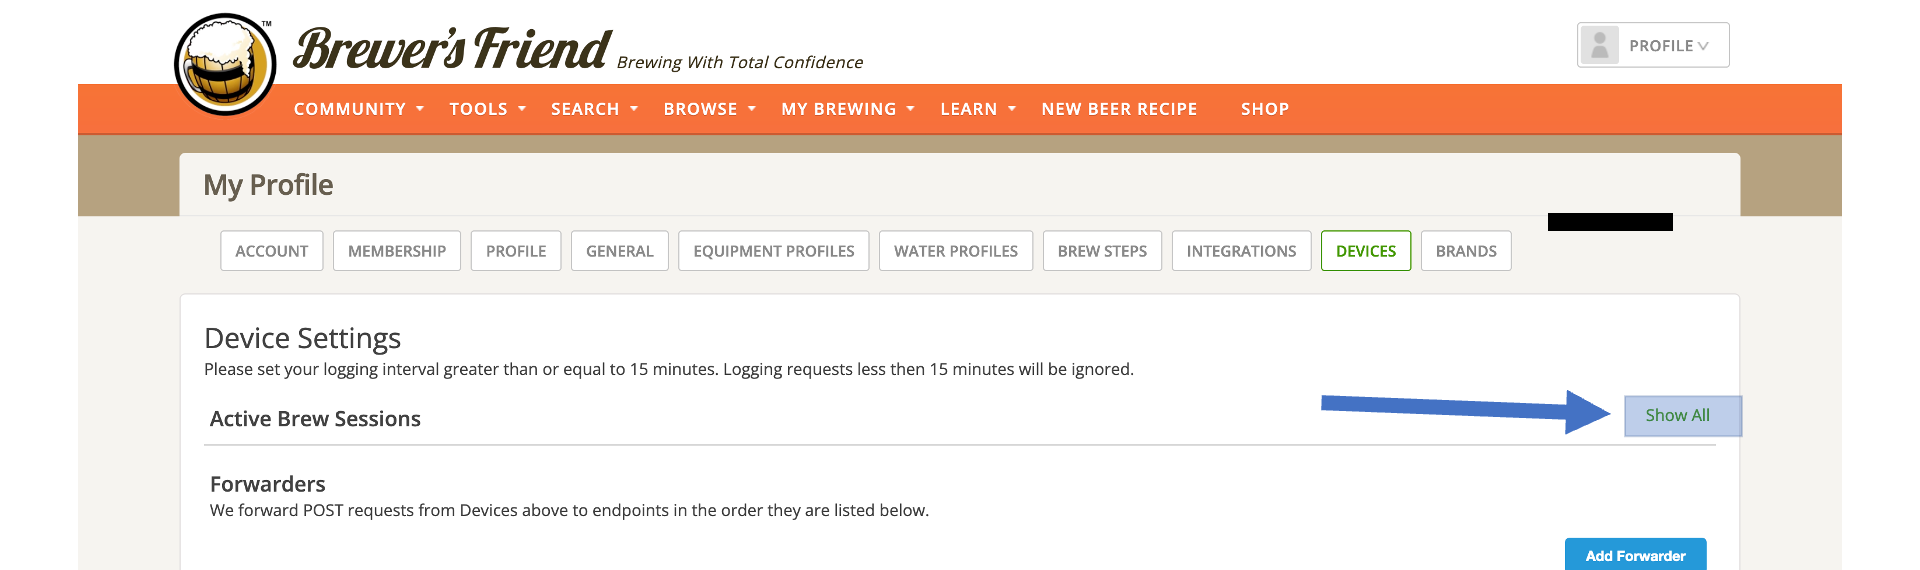 TM
Brewer's Friend
Brewing With Total Confidence
PROFILE
COMMUNITY TOOLS SEARCH BROWSE MY BREWING LEARN NEW BEER RECIPE SHOP
My Profile
ACCOUNT MEMBERSHIP PROFILE GENERAL EQUIPMENT PROFILES WATER PROFILES BREW STEPS INTEGRATIONS DEVICES BRANDS
Device Settings
Please set your logging interval greater than or equal to 15 minutes. Logging requests less then 15 minutes will be ignored.
Active Brew Sessions
Show All
Forwarders
We forward POST requests from Devices above to endpoints in the order they are listed below.
Add Forwarder